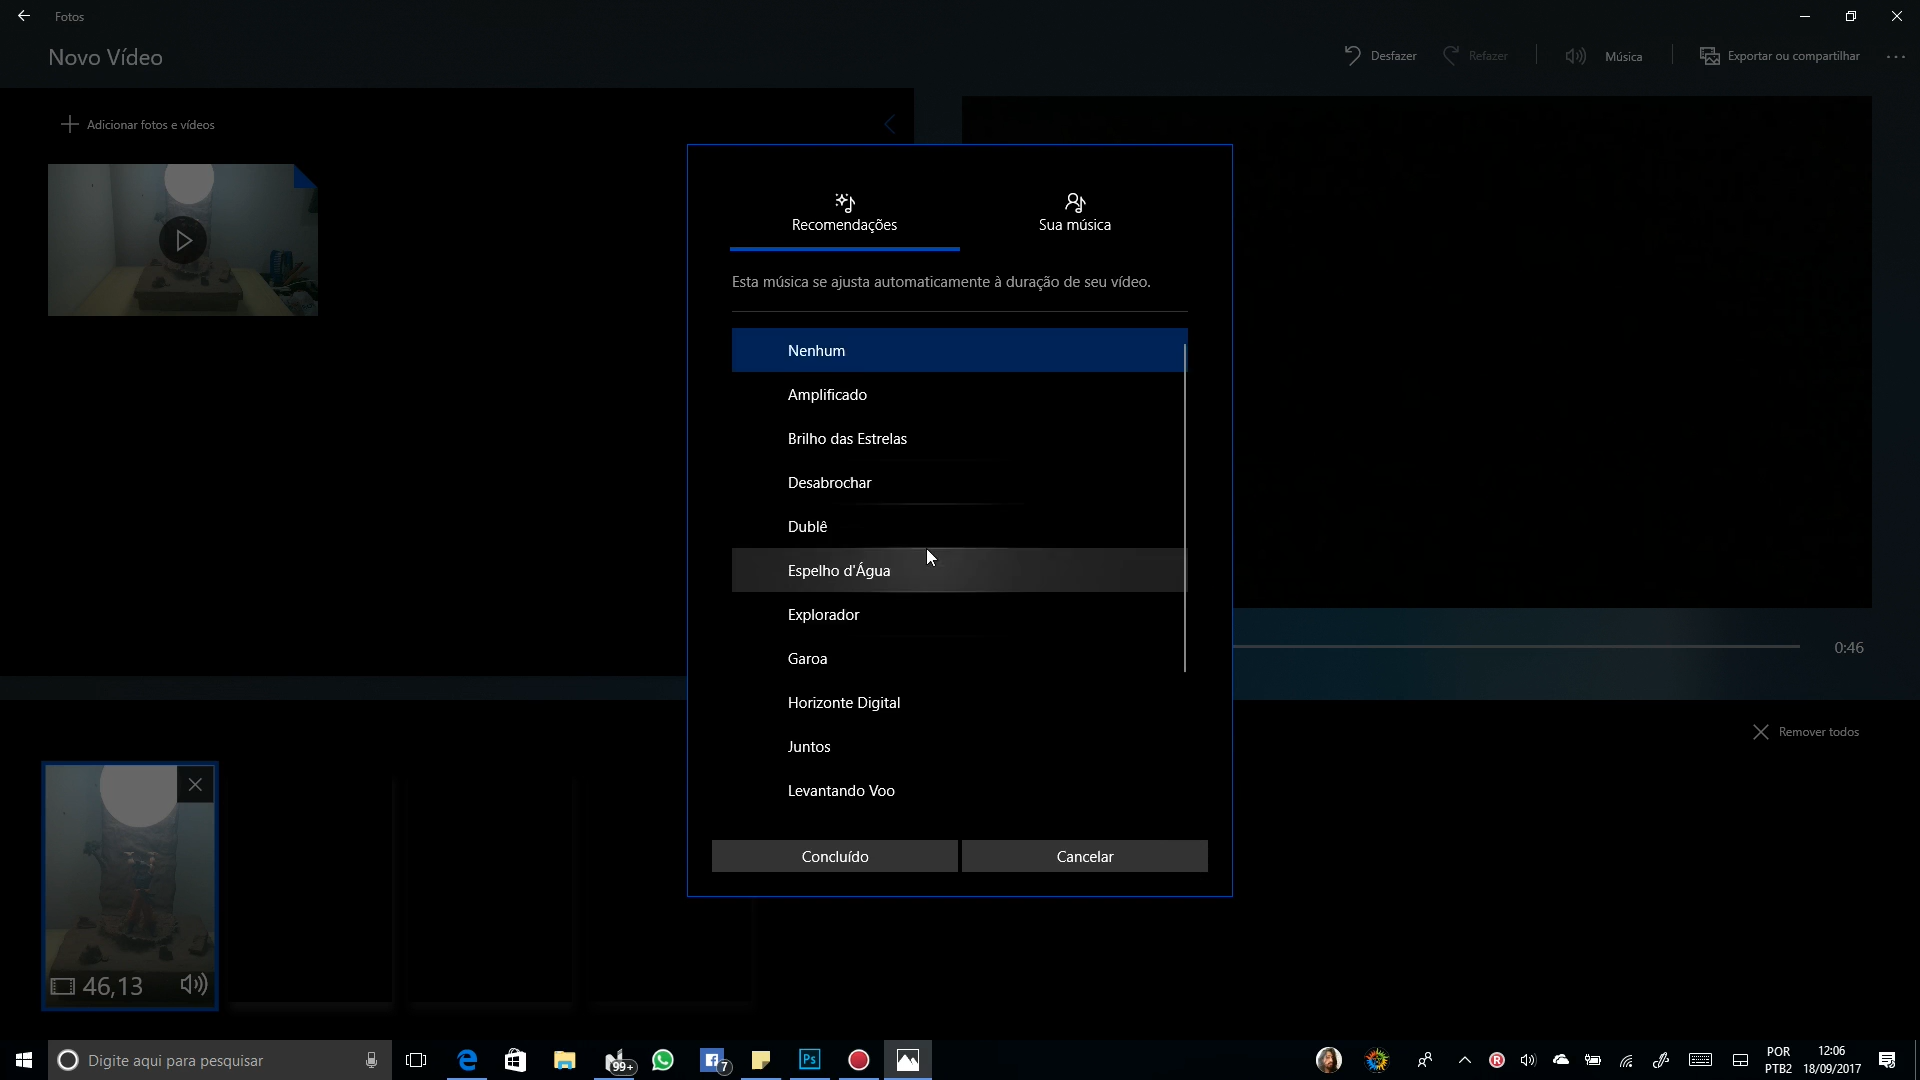 Fotos
Novo Vídeo
Desfazer
Refazer
Música
Exportar ou compartilhar
Adicionar fotos e vídeos
Recomendações
Sua música
Esta música se ajusta automaticamente à duração de seu vídeo.
Nenhum
Amplificado
Brilho das Estrelas
Desabrochar
Dublê
Espelho d'Água
Explorador
Garoa
Horizonte Digital
Juntos
Levantando Voo
Concluído
Cancelar
0:46
Remover todos
46,13
Digite aqui para pesquisar
99+
7
Ps
R
POR
PTB2
12:06
18/09/2017